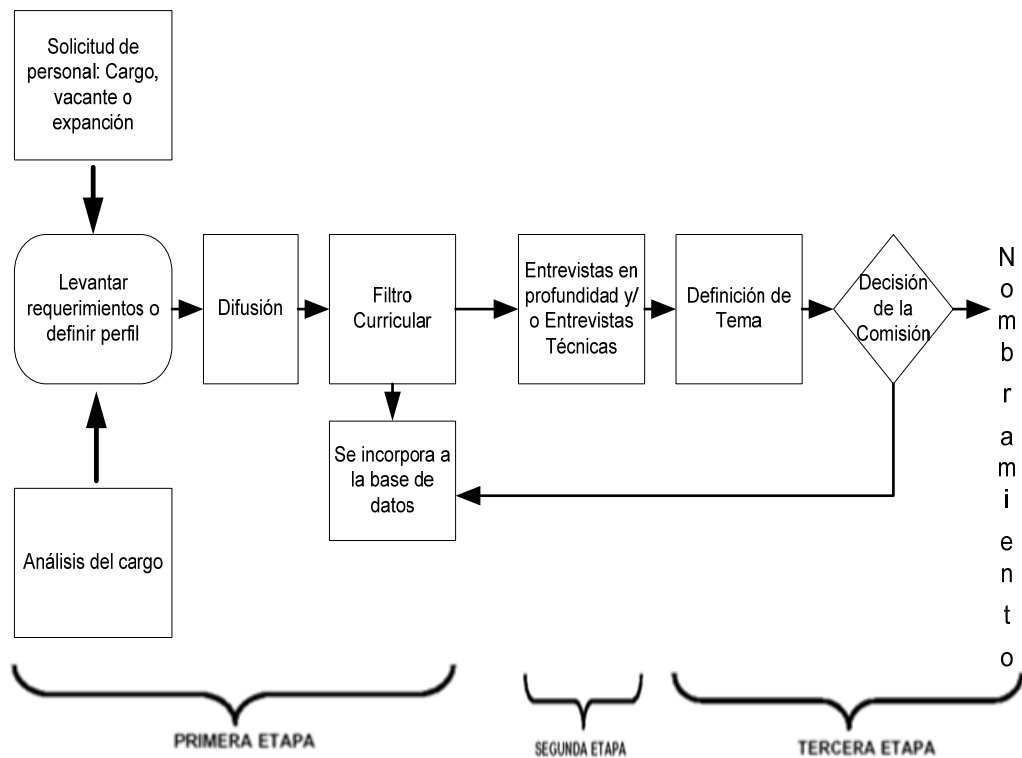 Solicitud de
personal: Cargo,
vacante o
expanción
Levantar
requerimientos o
definir perfil
Difusión
Filtro
Curricular
Entrevistas en
profundidad y/
o Entrevistas
Técnicas
Definición de
Tema
Decisión
de la
Comisión
Nombramiento
Se incorpora a
la base de
datos
Análisis del cargo
PRIMERA ETAPA
SEGUNDA ETAPA
TERCERA ETAPA